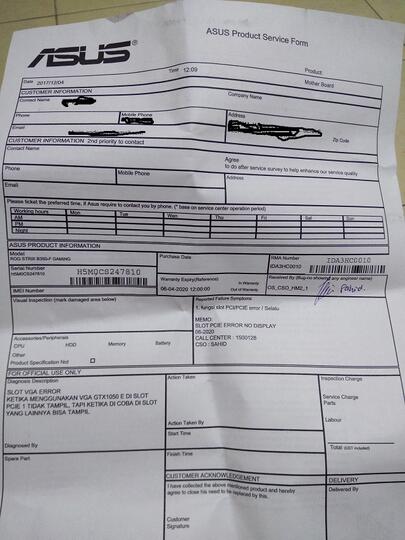 ASUS
ASUS Product Service Form
Date 2017/12/04
Time 12:09
Product:
Mother Board
CUSTOMER INFORMATION
Contact Name
Company Name
Phone
Mobile Phone
Address
Email
Zip Code
CUSTOMER INFORMATION 2nd priority to contact
Contact Name
Agree
to do after service survey to help enhance our service quality
Phone
Mobile Phone
Address
Email
Please ticket the preferred time, if Asus require to contact you by phone. (* base on service center operation period)
Working hours Mon Tue Wed Thu Fri Sat Sun
AM
PM
Night
ASUS PRODUCT INFORMATION
Model
ROG STRIX B350-F GAMING
Purchase Date
RMA Number
IDA3HC0010
IDA3HC0010
Serial Number
H5MQCS247810
H5MQCS247810
Warranty Expiry(Reference)
In Warranty
06-04-2020 12:00:00
Out of Warranty
Received By(Rep-no showing any engineer name)
OS_CSO_HM2_1
Sahid.
IMEI Number
Visual Inspection (mark damaged area below)
Reported Failure Symptoms
1. fungsi slot PCI/PCIE error / Selalu
MEMO:
SLOT PCIE ERROR NO DISPLAY
06-2020
CALL CENTER : 1500128
CSO : SAHID
Accessories/Peripherals
CPU HDD Memory Battery
Other
Product Specification Not
FOR OFFICIAL USE ONLY
Diagnosis Description
SLOT VGA ERROR
KETIKA MENGGUNAKAN VGA GTX1050 E DI SLOT
PCIE 1 TIDAK TAMPIL, TAPI KETIKA DI COBA DI SLOT
YANG LAINNYA BISA TAMPIL
Action Taken
Inspection Charge
Service Charge
Parts
Labour
Action Taken By
Start Time
Diagnosed By
Total (GST included)
Spare Part
Finish Time
CUSTOMER ACKNOWLEDGEMENT
I have collected the above mentioned product and hereby
agree to close his need to be replaced by this.
Customer
Signature
DELIVERY
Delivered By